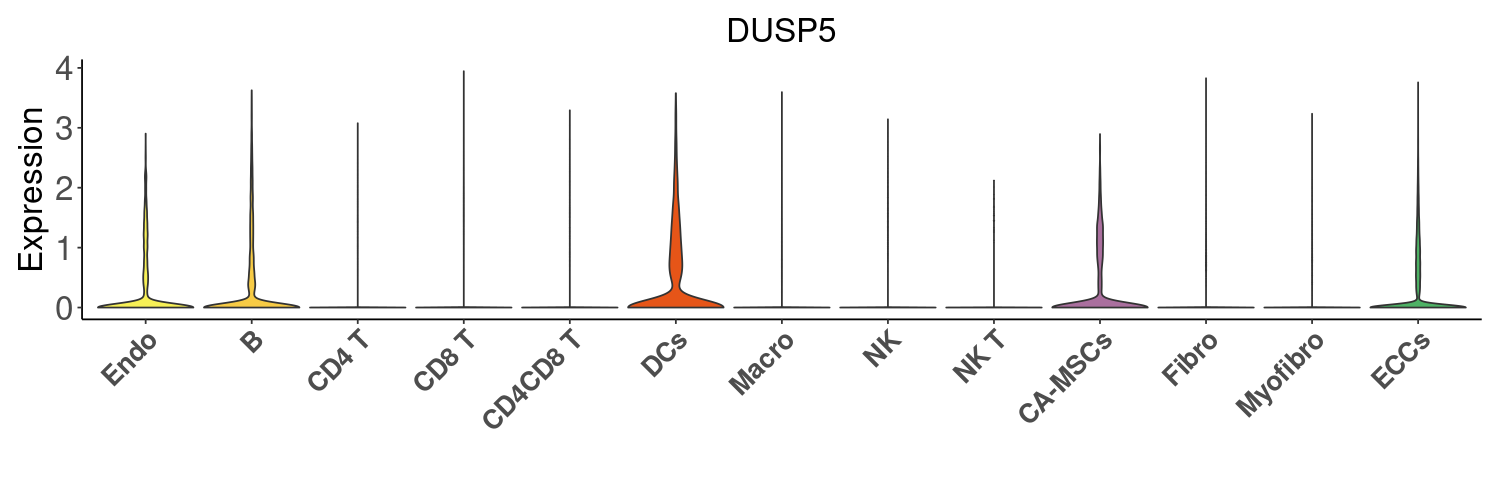 DUSP5
Expression
4
3
2
1
0
Endo
B
CD4 T
CD8 T
CD4CD8 T
DCs
Macro
NK
NK T
CA-MSCs
Fibro
Myofibro
ECCs